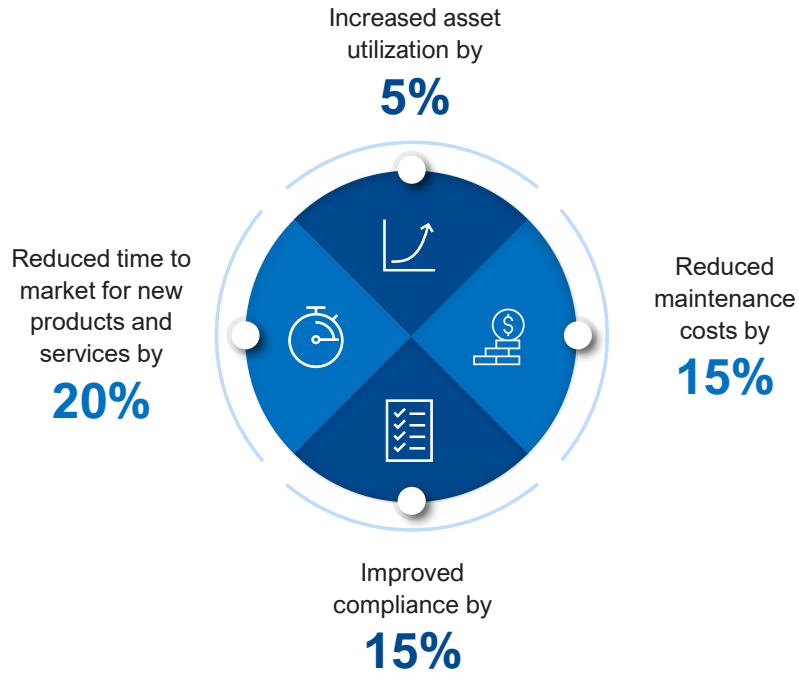 Increased asset
utilization by
5%
Reduced time to
market for new
products and
services by
20%
$
Reduced
maintenance
costs by
15%
Improved
compliance by
15%